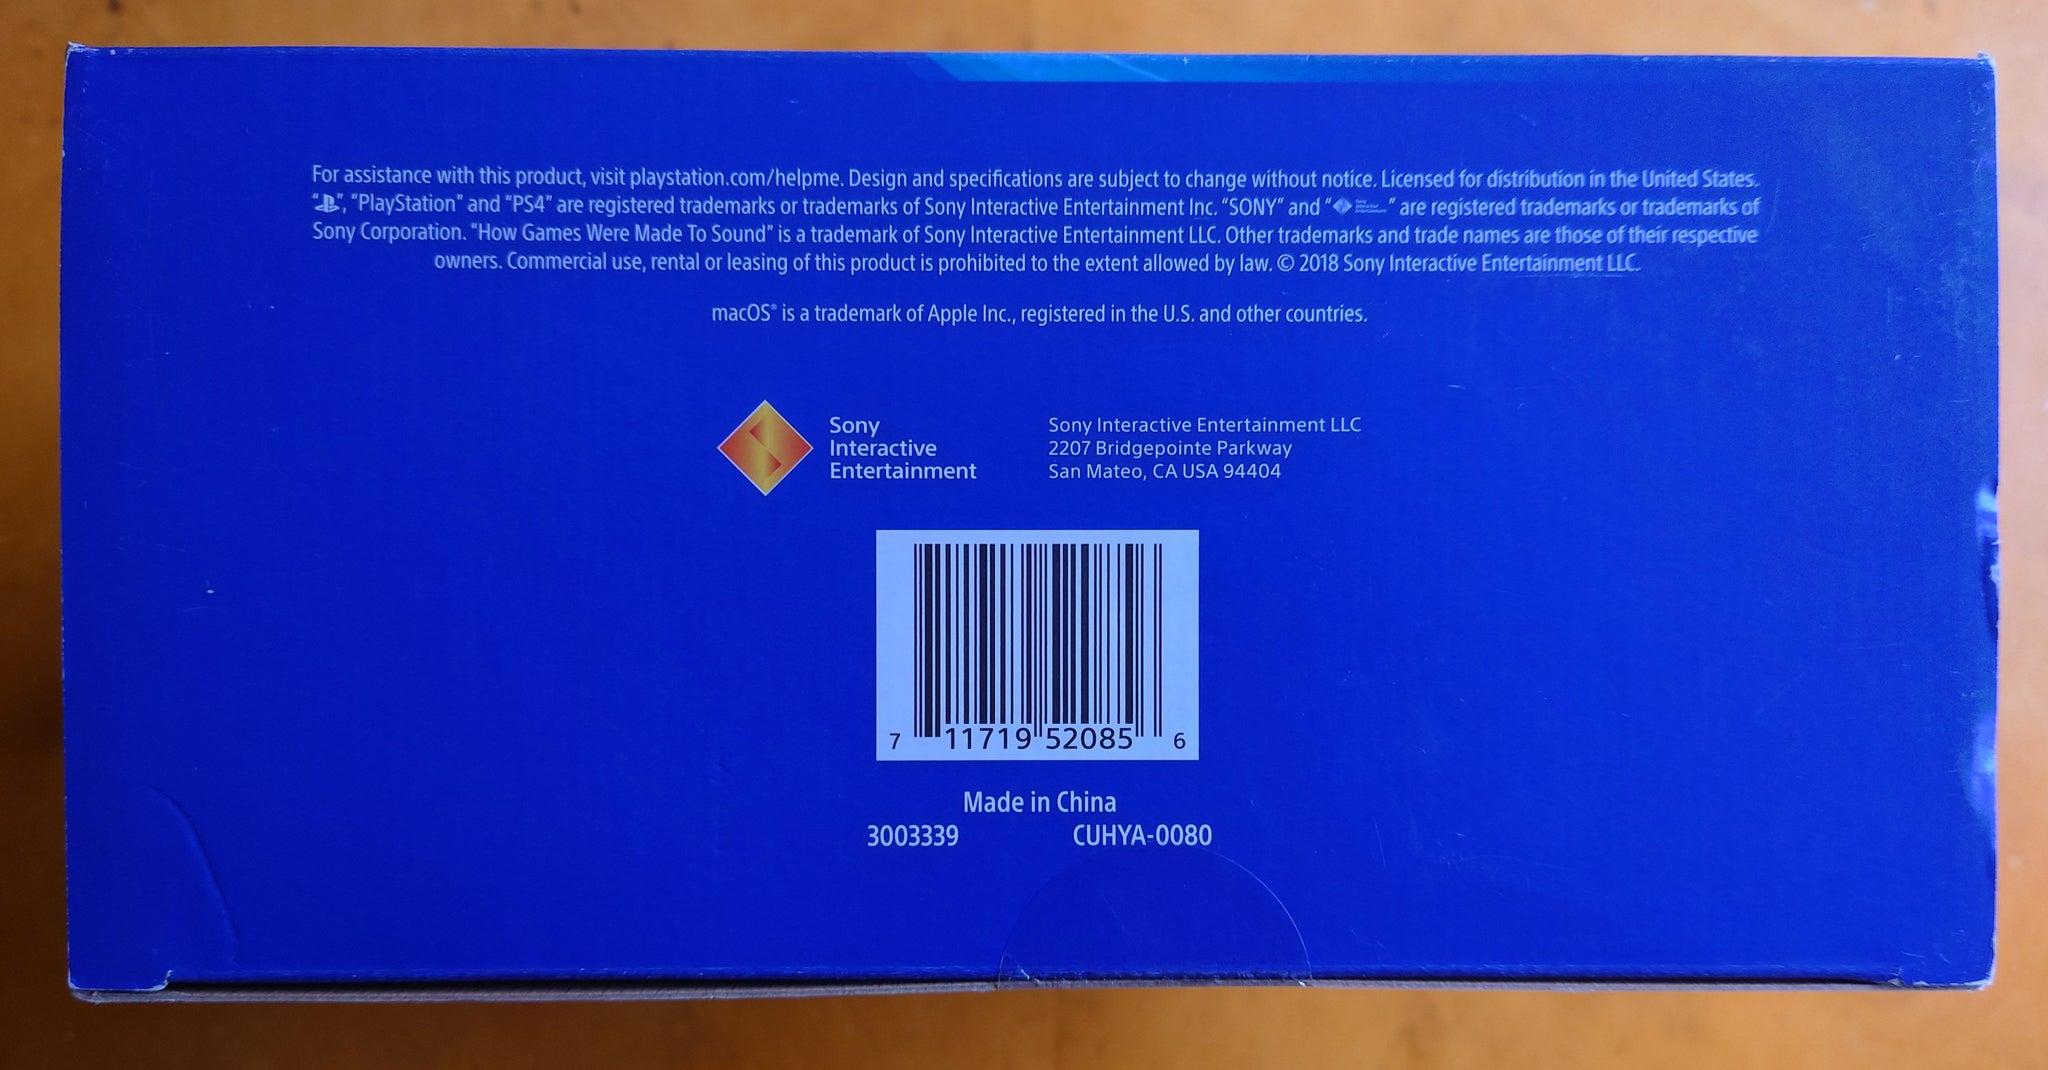 For assistance with this product, visit playstation.com/helpme. Design and specifications are subject to change without notice. Licensed for distribution in the United States.
“ ”, “PlayStation” and “PS4” are registered trademarks or trademarks of Sony Interactive Entertainment Inc. “SONY” and “ ” are registered trademarks or trademarks of
Sony Corporation. “How Games Were Made To Sound” is a trademark of Sony Interactive Entertainment LLC. Other trademarks and trade names are those of their respective
owners. Commercial use, rental or leasing of this product is prohibited to the extent allowed by law. © 2018 Sony Interactive Entertainment LLC.
macOS® is a trademark of Apple Inc., registered in the U.S. and other countries.
Sony
Interactive
Entertainment
Sony Interactive Entertainment LLC
2207 Bridgepointe Parkway
San Mateo, CA USA 94404
7 11719 52085 6
Made in China
3003339 CUHYA-0080